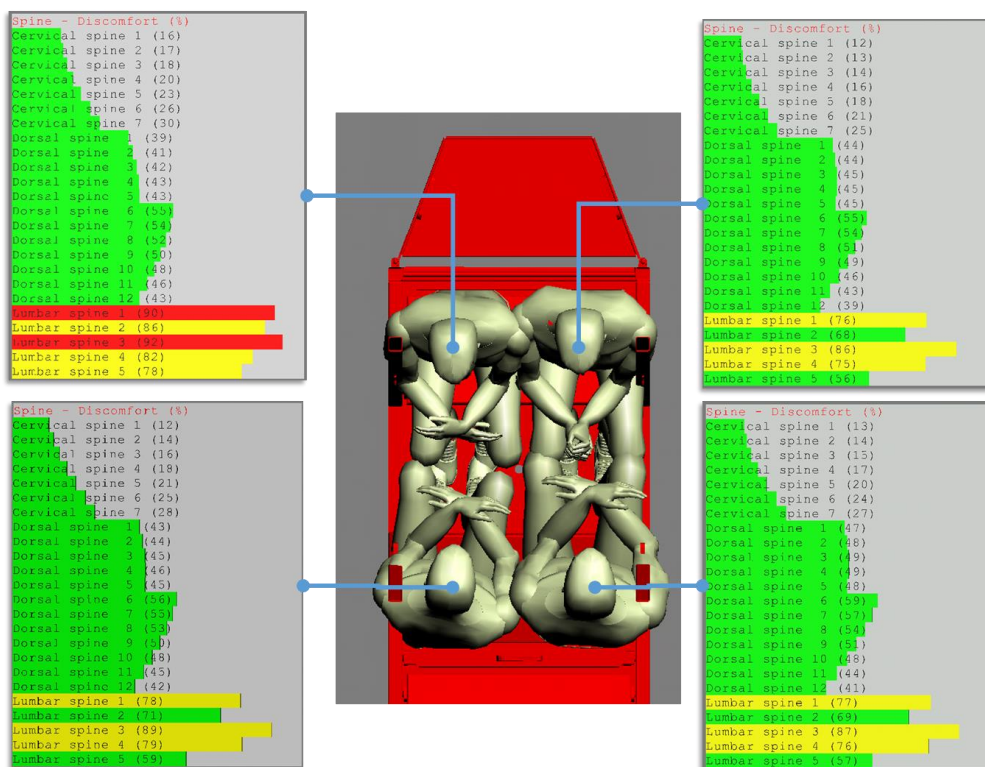 Spine - Discomfort (%)
Cervical spine 1 (16)
Cervical spine 2 (17)
Cervical spine 3 (18)
Cervical spine 4 (20)
Cervical spine 5 (23)
Cervical spine 6 (26)
Cervical spine 7 (30)
Dorsal spine 1 (39)
Dorsal spine 2 (41)
Dorsal spine 3 (42)
Dorsal spine 4 (43)
Dorsal spine 5 (43)
Dorsal spine 6 (55)
Dorsal spine 7 (54)
Dorsal spine 8 (52)
Dorsal spine 9 (50)
Dorsal spine 10 (48)
Dorsal spine 11 (46)
Dorsal spine 12 (43)
Lumbar spine 1 (90)
Lumbar spine 2 (86)
Lumbar spine 3 (92)
Lumbar spine 4 (82)
Lumbar spine 5 (78)
Spine - Discomfort (%)
Cervical spine 1 (12)
Cervical spine 2 (13)
Cervical spine 3 (14)
Cervical spine 4 (16)
Cervical spine 5 (18)
Cervical spine 6 (21)
Cervical spine 7 (25)
Dorsal spine 1 (44)
Dorsal spine 2 (44)
Dorsal spine 3 (45)
Dorsal spine 4 (45)
Dorsal spine 5 (45)
Dorsal spine 6 (55)
Dorsal spine 7 (54)
Dorsal spine 8 (51)
Dorsal spine 9 (49)
Dorsal spine 10 (46)
Dorsal spine 11 (43)
Dorsal spine 12 (39)
Lumbar spine 1 (76)
Lumbar spine 2 (68)
Lumbar spine 3 (86)
Lumbar spine 4 (75)
Lumbar spine 5 (56)
Spine - Discomfort (%)
Cervical spine 1 (12)
Cervical spine 2 (14)
Cervical spine 3 (16)
Cervical spine 4 (18)
Cervical spine 5 (21)
Cervical spine 6 (25)
Cervical spine 7 (28)
Dorsal spine 1 (43)
Dorsal spine 2 (44)
Dorsal spine 3 (45)
Dorsal spine 4 (46)
Dorsal spine 5 (45)
Dorsal spine 6 (56)
Dorsal spine 7 (55)
Dorsal spine 8 (53)
Dorsal spine 9 (50)
Dorsal spine 10 (48)
Dorsal spine 11 (45)
Dorsal spine 12 (42)
Lumbar spine 1 (78)
Lumbar spine 2 (71)
Lumbar spine 3 (89)
Lumbar spine 4 (79)
Lumbar spine 5 (59)
Spine - Discomfort (%)
Cervical spine 1 (13)
Cervical spine 2 (14)
Cervical spine 3 (15)
Cervical spine 4 (17)
Cervical spine 5 (20)
Cervical spine 6 (24)
Cervical spine 7 (27)
Dorsal spine 1 (47)
Dorsal spine 2 (48)
Dorsal spine 3 (49)
Dorsal spine 4 (49)
Dorsal spine 5 (48)
Dorsal spine 6 (59)
Dorsal spine 7 (57)
Dorsal spine 8 (54)
Dorsal spine 9 (51)
Dorsal spine 10 (48)
Dorsal spine 11 (44)
Dorsal spine 12 (41)
Lumbar spine 1 (77)
Lumbar spine 2 (69)
Lumbar spine 3 (87)
Lumbar spine 4 (76)
Lumbar spine 5 (57)